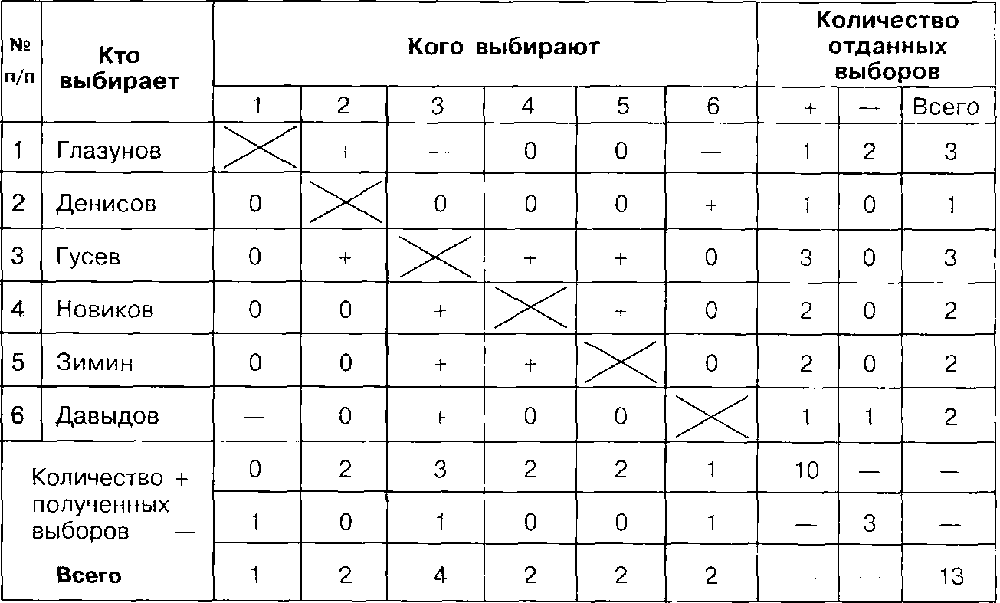 № п/п Кто выбирает Кого выбирают Количество отданных выборов
1 2 3 4 5 6 + — Всего
1 Глазунов + — 0 0 — 1 2 3
2 Денисов 0 0 0 0 + 1 0 1
3 Гусев 0 + + + 0 3 0 3
4 Новиков 0 0 + + 0 2 0 2
5 Зимин 0 0 + + 0 2 0 2
6 Давыдов — 0 + 0 0 1 1 2
Количество + 0 2 3 2 2 1 10 — —
полученных
выборов — 1 0 1 0 0 1 — 3 —
Всего 1 2 4 2 2 2 — — 13